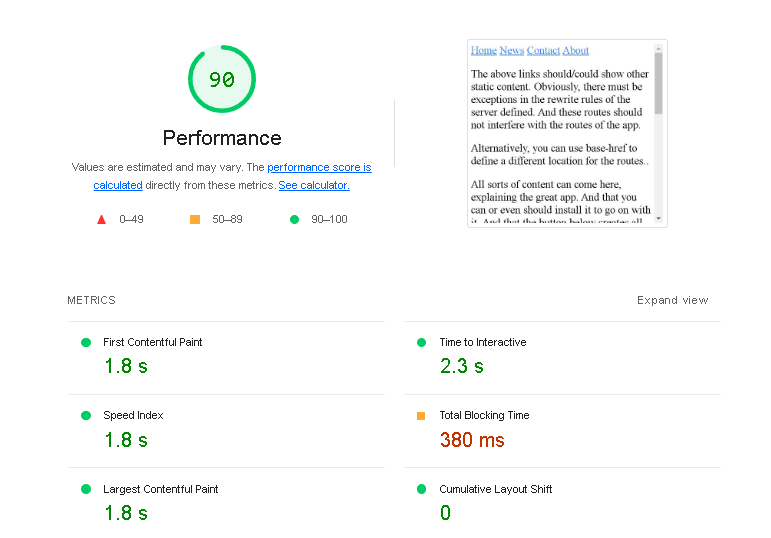 90
Performance
Values are estimated and may vary. The performance score is
calculated directly from these metrics. See calculator.
0–49
50–89
90–100
Home News Contact About
The above links should/could show other
static content. Obviously, there must be
exceptions in the rewrite rules of the
server defined. And these routes should
not interfere with the routes of the app.
Alternatively, you can use base-href to
define a different location for the routes..
All sorts of content can come here,
explaining the great app. And that you
can or even should install it to go on with
it. And that the button below creates all
METRICS
Expand view
First Contentful Paint
1.8 s
Time to Interactive
2.3 s
Speed Index
1.8 s
Total Blocking Time
380 ms
Largest Contentful Paint
1.8 s
Cumulative Layout Shift
0